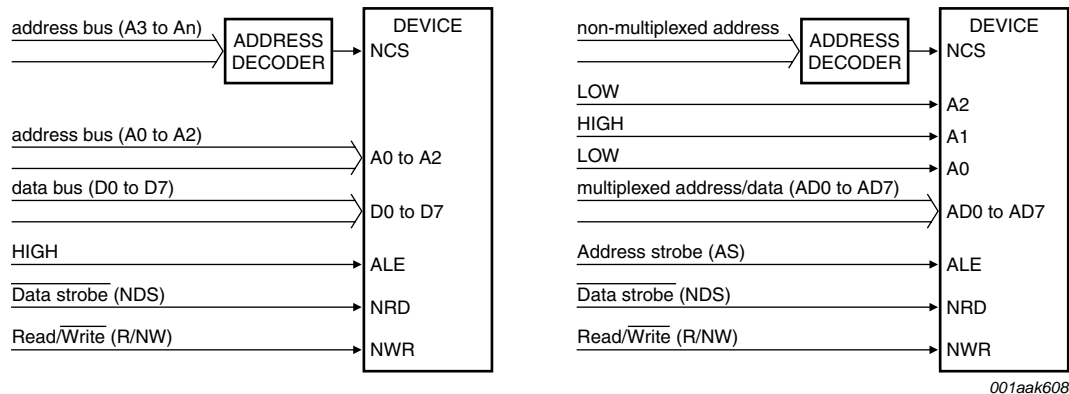 address bus (A3 to An)
ADDRESS
DECODER
DEVICE
NCS
address bus (A0 to A2)
A0 to A2
data bus (D0 to D7)
D0 to D7
HIGH
ALE
Data strobe (NDS)
NRD
Read/Write (R/NW)
NWR
non-multiplexed address
ADDRESS
DECODER
DEVICE
NCS
LOW
A2
HIGH
A1
LOW
A0
multiplexed address/data (AD0 to AD7)
AD0 to AD7
Address strobe (AS)
ALE
Data strobe (NDS)
NRD
Read/Write (R/NW)
NWR
001aak608